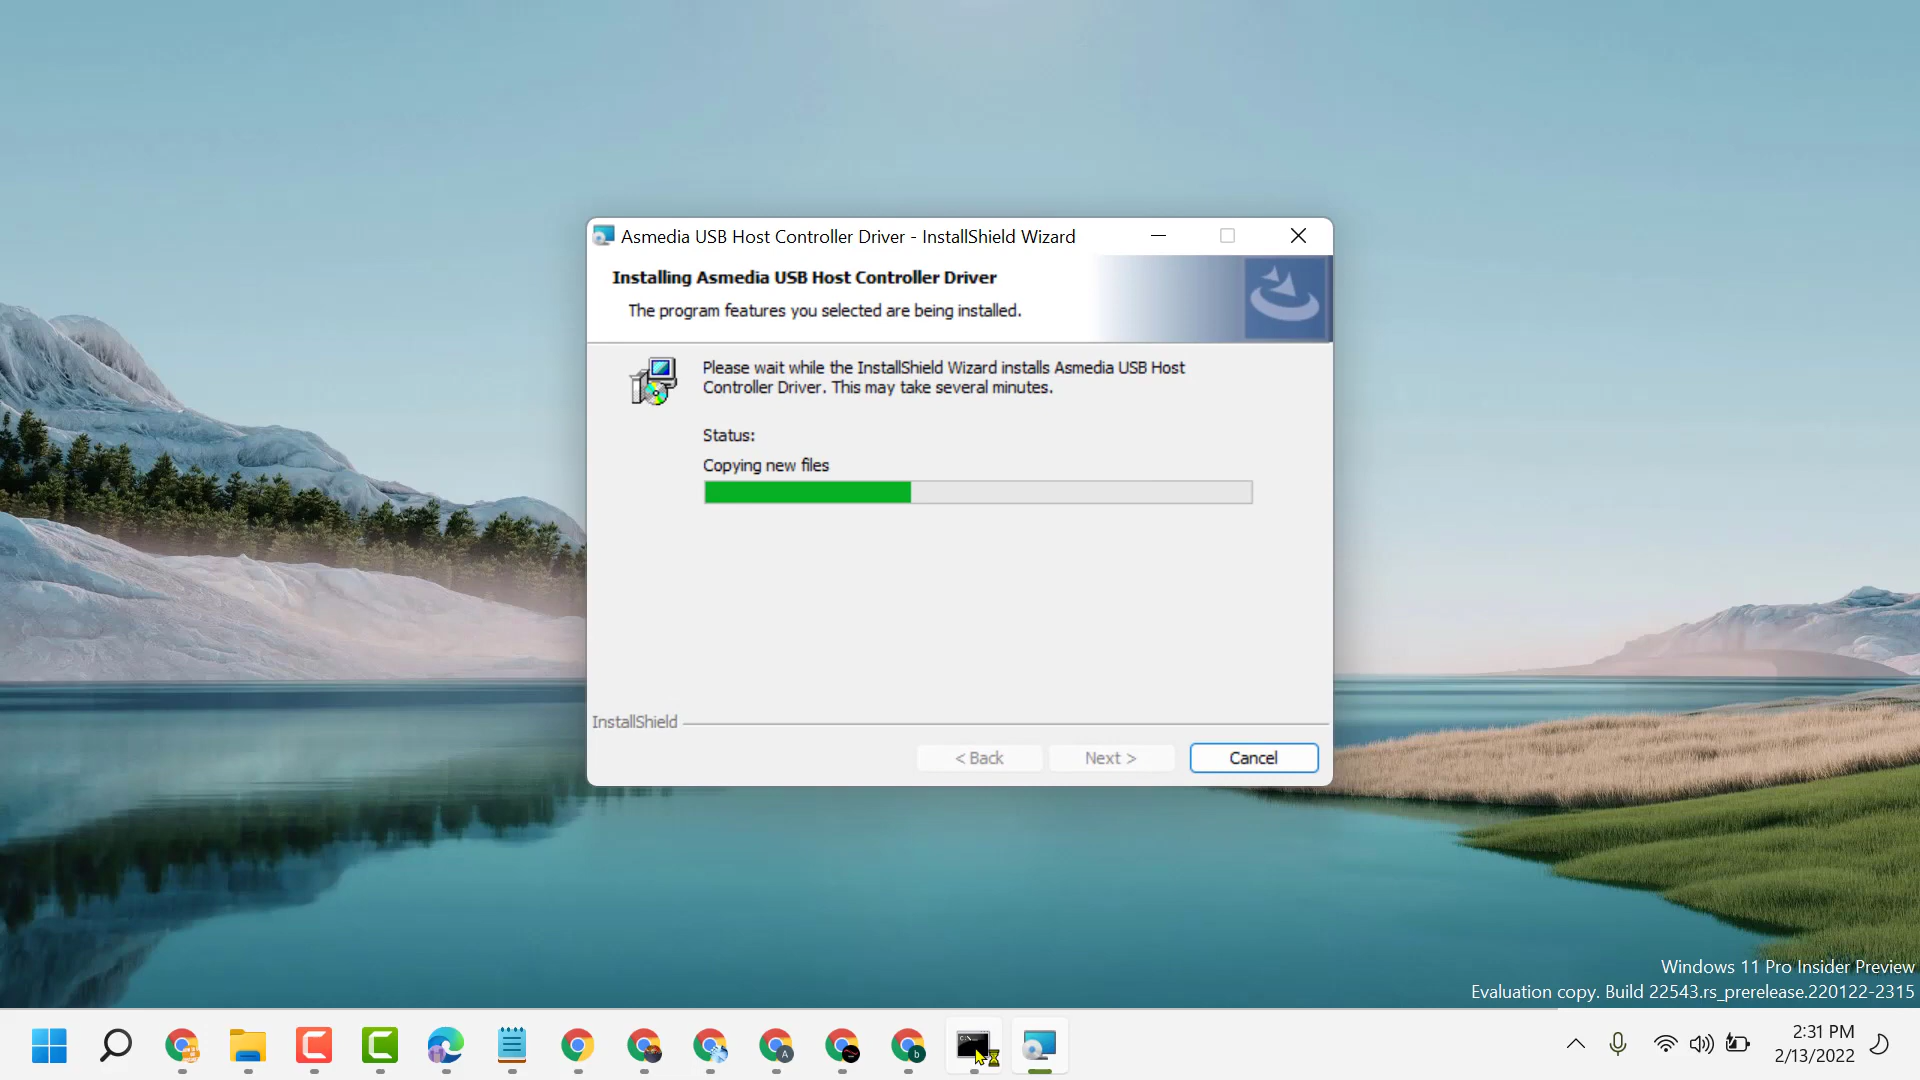 Asmedia USB Host Controller Driver - InstallShield Wizard
Installing Asmedia USB Host Controller Driver
The program features you selected are being installed.
Please wait while the InstallShield Wizard installs Asmedia USB Host
Controller Driver. This may take several minutes.
Status:
Copying new files
InstallShield
< Back
Next >
Cancel
Windows 11 Pro Insider Preview
Evaluation copy. Build 22543.rs_prerelease.220122-2315
A
b
2:31 PM
2/13/2022